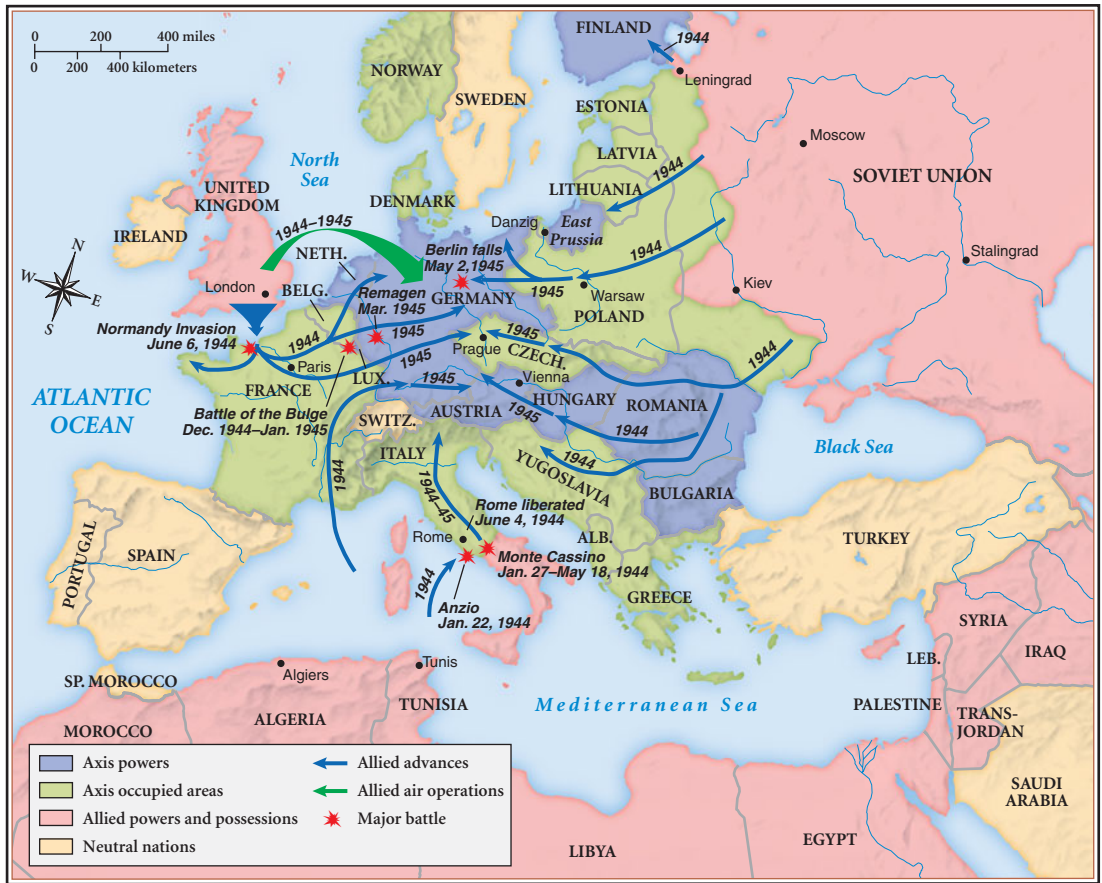 0 200 400 miles
0 200 400 kilometers
FINLAND
1944
Leningrad
NORWAY
SWEDEN
ESTONIA
Moscow
LATVIA
1944
North
Sea
SOVIET UNION
UNITED
KINGDOM
LITHUANIA
DENMARK
Danzig
East
Prussia
IRELAND
1944–1945
NETH.
Berlin falls
May 2, 1945
1944
Stalingrad
N
W
E
S
London
BELG.
Remagen
Mar. 1945
GERMANY
1945
Warsaw
POLAND
Kiev
Normandy Invasion
June 6, 1944
1944
1945
1945
Prague
CZECH.
1944
Paris
1945
FRANCE
LUX.
1945
Vienna
ATLANTIC
OCEAN
Battle of the Bulge
Dec. 1944–Jan. 1945
SWITZ.
AUSTRIA
1945
HUNGARY
ROMANIA
1944
Black Sea
ITALY
1944
YUGOSLAVIA
1944
1944–45
BULGARIA
Rome liberated
June 4, 1944
Rome
ALB.
PORTUGAL
SPAIN
TURKEY
Monte Cassino
Jan. 27–May 18, 1944
1944
Anzio
Jan. 22, 1944
GREECE
SYRIA
LEB.
IRAQ
SP. MOROCCO
Algiers
Tunis
Mediterranean Sea
PALESTINE
TRANS-
JORDAN
MOROCCO
ALGERIA
TUNISIA
SAUDI
ARABIA
LIBYA
EGYPT
Axis powers
Axis occupied areas
Allied powers and possessions
Neutral nations
Allied advances
Allied air operations
Major battle